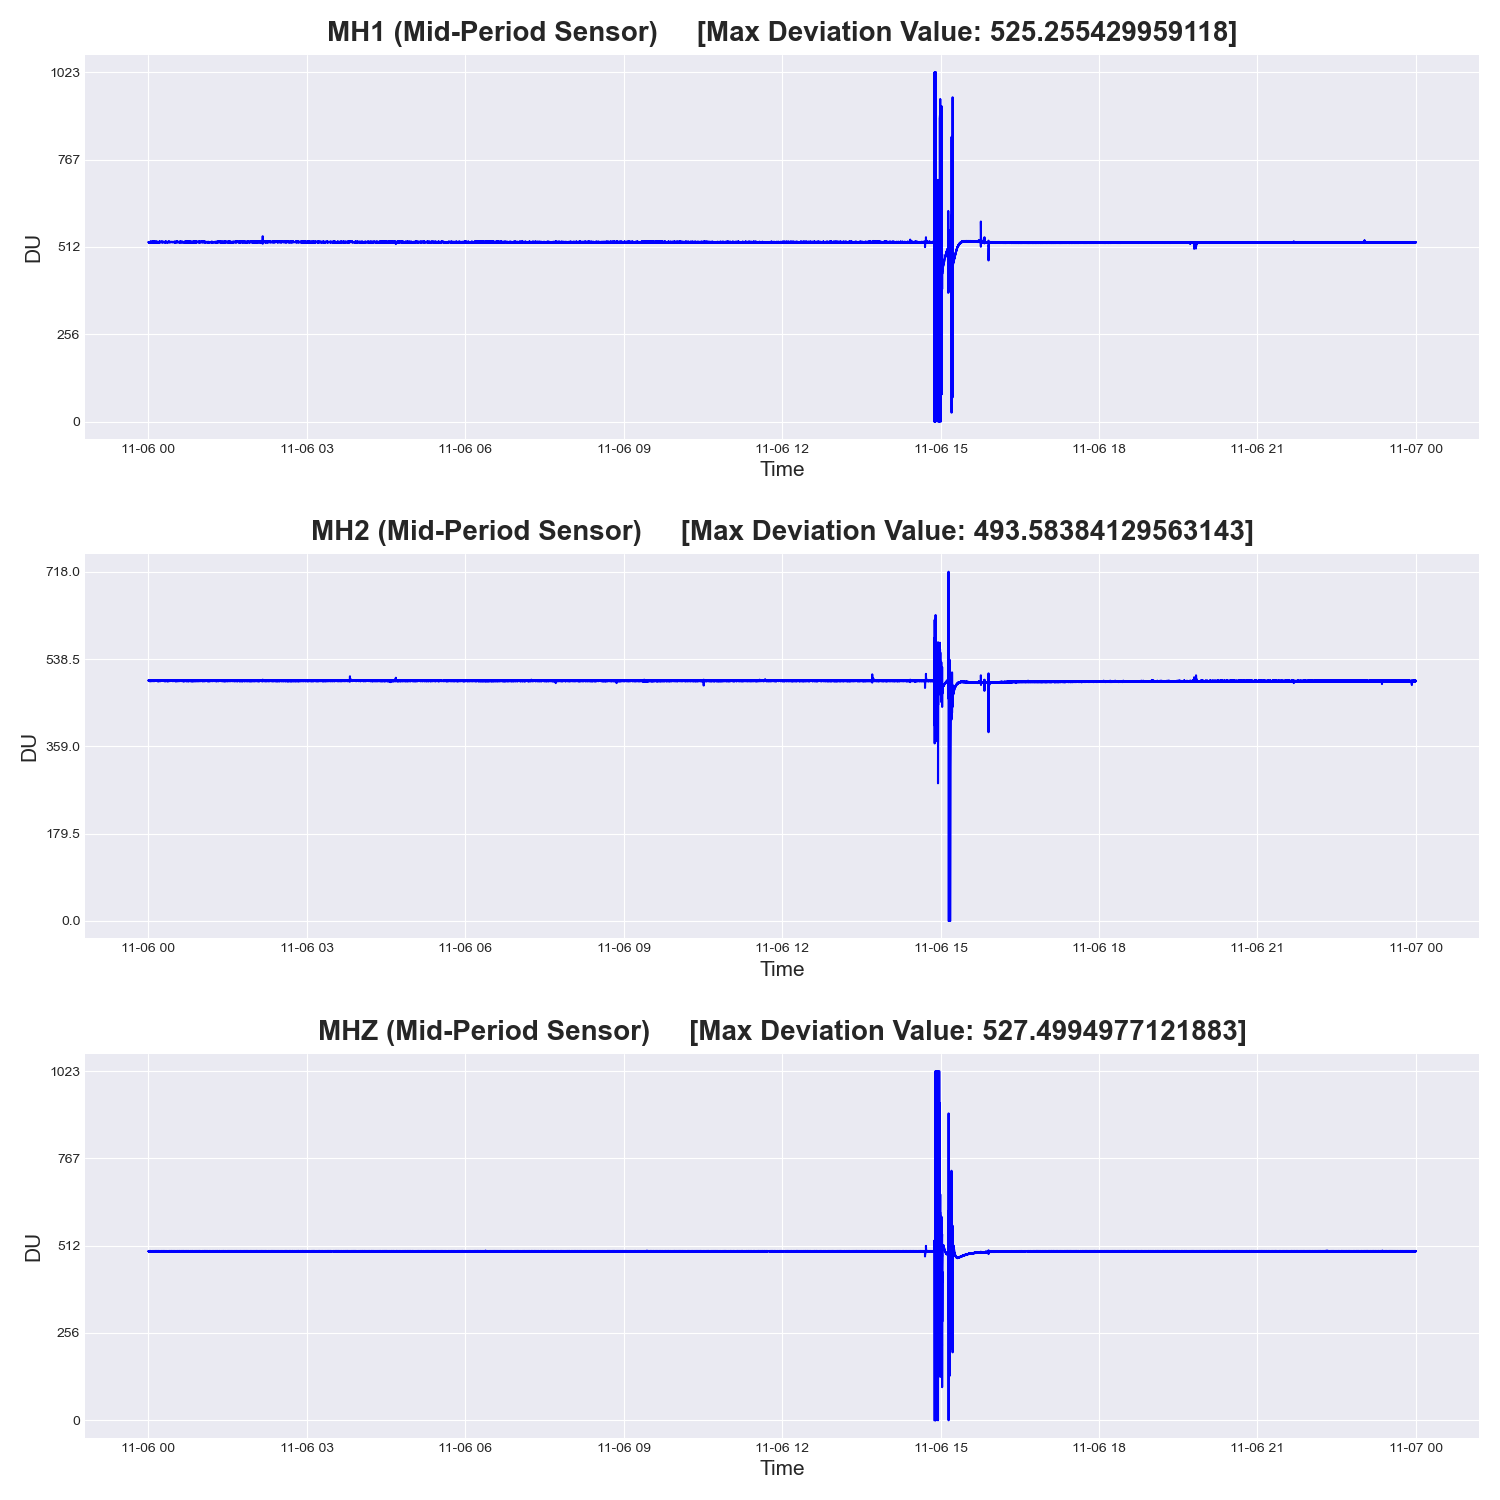 MH1 (Mid-Period Sensor) [Max Deviation Value: 525.255429959118]
1023
767
512
256
0
DU
11-06 00 11-06 03 11-06 06 11-06 09 11-06 12 11-06 15 11-06 18 11-06 21 11-07 00
Time
MH2 (Mid-Period Sensor) [Max Deviation Value: 493.58384129563143]
718.0
538.5
359.0
179.5
0.0
DU
11-06 00 11-06 03 11-06 06 11-06 09 11-06 12 11-06 15 11-06 18 11-06 21 11-07 00
Time
MHZ (Mid-Period Sensor) [Max Deviation Value: 527.4994977121883]
1023
767
512
256
0
DU
11-06 00 11-06 03 11-06 06 11-06 09 11-06 12 11-06 15 11-06 18 11-06 21 11-07 00
Time